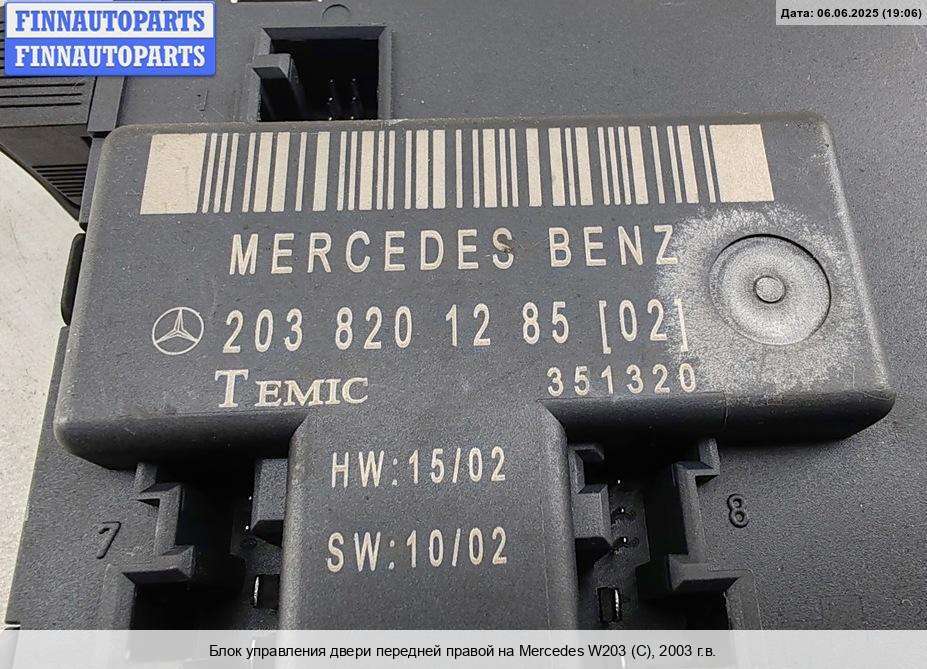 FINNAUTOPARTS
FINNAUTOPARTS
Дата: 06.06.2025 (19:06)
MERCEDES BENZ
203 820 12 85 [02]
TEMIC 351320
HW:15/02
SW:10/02
7
8
Блок управления двери передней правой на Mercedes W203 (C), 2003 г.в.